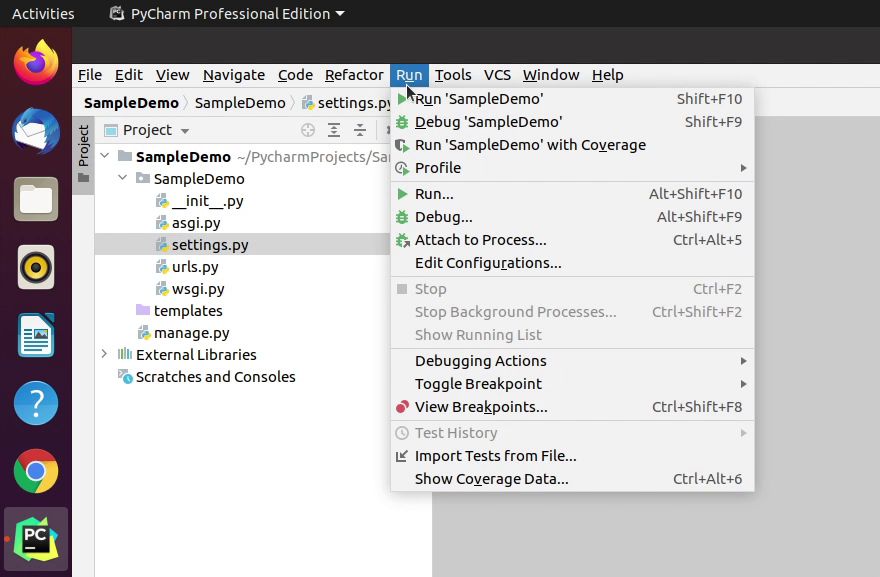 Activities
PyCharm Professional Edition
File Edit View Navigate Code Refactor Run Tools VCS Window Help
SampleDemo SampleDemo settings.py
Project
Project
SampleDemo ~/PycharmProjects/Sa
SampleDemo
__init__.py
asgi.py
settings.py
urls.py
wsgi.py
templates
manage.py
External Libraries
Scratches and Consoles
Run 'SampleDemo' Shift+F10
Debug 'SampleDemo' Shift+F9
Run 'SampleDemo' with Coverage
Profile
Run... Alt+Shift+F10
Debug... Alt+Shift+F9
Attach to Process... Ctrl+Alt+5
Edit Configurations...
Stop Ctrl+F2
Stop Background Processes... Ctrl+Shift+F2
Show Running List
Debugging Actions
Toggle Breakpoint
View Breakpoints... Ctrl+Shift+F8
Test History
Import Tests from File...
Show Coverage Data... Ctrl+Alt+6
PC